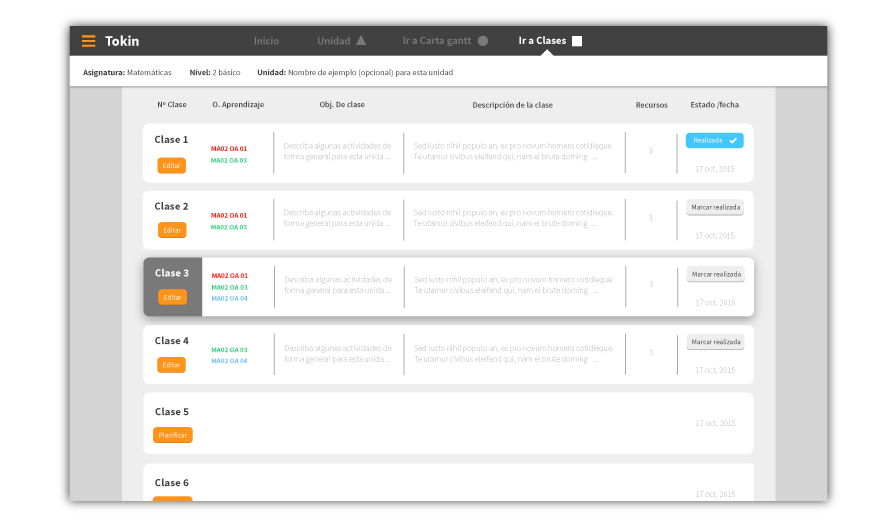 Tokin
Inicio
Unidad
Ir a Carta gantt
Ir a Clases
Asignatura: Matemáticas
Nivel: 2 básico
Unidad: Nombre de ejemplo (opcional) para esta unidad
Nº Clase
O. Aprendizaje
Obj. De clase
Descripción de la clase
Recursos
Estado /fecha
Clase 1
Editar
MA02 OA 01
MA02 OA 03
Describa algunas actividades de
forma general para esta unida ...
Sed iusto nihil populo an, ex pro novum homero cotidieque.
Te utamur civibus eleifend qui, nam ei brute doming ...
3
Realizada
17 oct, 2015
Clase 2
Editar
MA02 OA 01
MA02 OA 03
Describa algunas actividades de
forma general para esta unida ...
Sed iusto nihil populo an, ex pro novum homero cotidieque.
Te utamur civibus eleifend qui, nam ei brute doming ...
3
Marcar realizada
17 oct, 2015
Clase 3
Editar
MA02 OA 01
MA02 OA 03
MA02 OA 04
Describa algunas actividades de
forma general para esta unida ...
Sed iusto nihil populo an, ex pro novum homero cotidieque.
Te utamur civibus eleifend qui, nam ei brute doming ...
3
Marcar realizada
17 oct, 2015
Clase 4
Editar
MA02 OA 03
MA02 OA 04
Describa algunas actividades de
forma general para esta unida ...
Sed iusto nihil populo an, ex pro novum homero cotidieque.
Te utamur civibus eleifend qui, nam ei brute doming ...
3
Marcar realizada
17 oct, 2015
Clase 5
Planificar
17 oct, 2015
Clase 6
17 oct, 2015